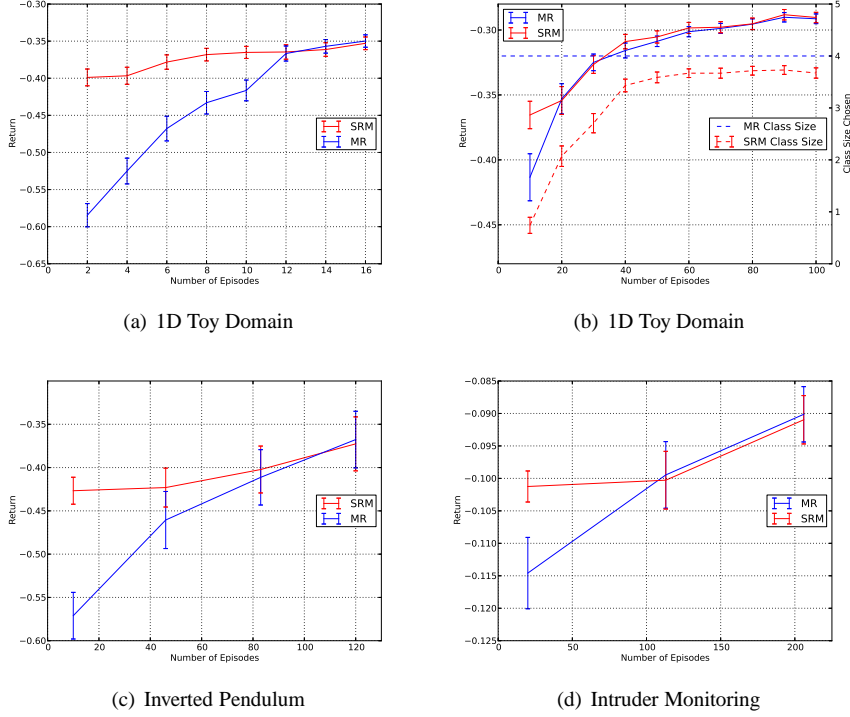 −0.30
−0.35
−0.40
−0.45
−0.50
−0.55
−0.60
−0.65
Return
0 2 4 6 8 10 12 14 16
Number of Episodes
SRM
MR
(a) 1D Toy Domain
−0.30
−0.35
−0.40
−0.45
Return
0 10 20 30 40 50 60 70 80 90 100
Number of Episodes
MR
SRM
MR Class Size
SRM Class Size
5
4
3
2
1
0
Class Size Chosen
(b) 1D Toy Domain
−0.35
−0.40
−0.45
−0.50
−0.55
−0.60
Return
0 20 40 60 80 100 120
Number of Episodes
SRM
MR
(c) Inverted Pendulum
−0.085
−0.090
−0.095
−0.100
−0.105
−0.110
−0.115
−0.120
−0.125
Return
0 50 100 150 200
Number of Episodes
MR
SRM
(d) Intruder Monitoring